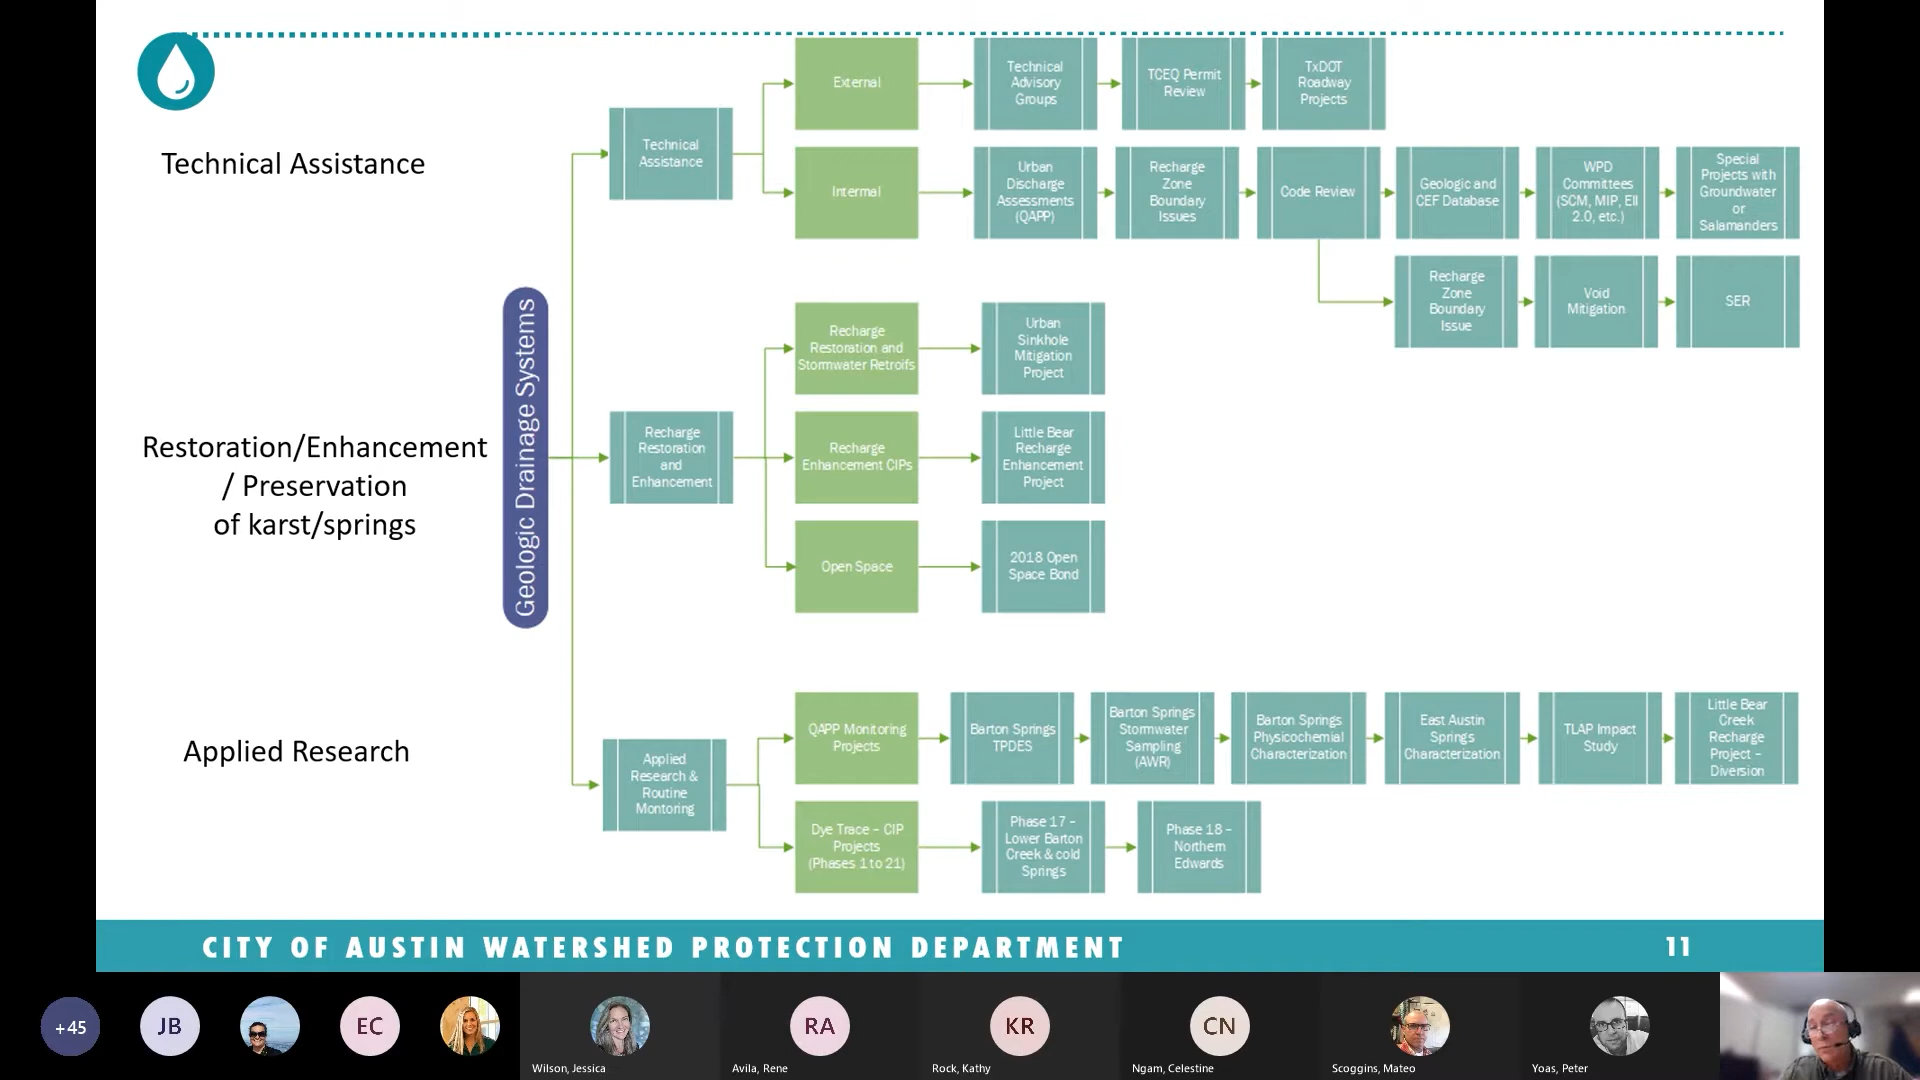 Technical Assistance
Restoration/Enhancement
/ Preservation
of karst/springs
Applied Research
Geologic Drainage Systems
Technical
Assistance
External
Technical
Advisory
Groups
TCEQ Permit
Review
TxDOT
Roadway
Projects
Internal
Urban
Discharge
Assessments
(QAPP)
Recharge
Zone
Boundary
Issues
Code Review
Geologic and
CEF Database
WPD
Committees
(SCM, MIP, EII
2.0, etc.)
Special
Projects with
Groundwater
or
Salamanders
Recharge
Zone
Boundary
Issue
Void
Mitigation
SER
Recharge
Restoration
and
Enhancement
Recharge
Restoration and
Stormwater Retroifs
Urban
Sinkhole
Mitigation
Project
Recharge
Enhancement CIPs
Little Bear
Recharge
Enhancement
Project
Open Space
2018 Open
Space Bond
Applied
Research &
Routine
Montoring
QAPP Monitoring
Projects
Barton Springs
TPDES
Barton Springs
Stormwater
Sampling
(AWR)
Barton Springs
Physicochemial
Characterization
East Austin
Springs
Characterization
TLAP Impact
Study
Little Bear
Creek
Recharge
Project –
Diversion
Dye Trace – CIP
Projects
(Phases 1 to 21)
Phase 17 –
Lower Barton
Creek & cold
Springs
Phase 18 –
Northern
Edwards
CITY OF AUSTIN WATERSHED PROTECTION DEPARTMENT
11
+45
JB
EC
RA
KR
CN
Wilson, Jessica
Avila, Rene
Rock, Kathy
Ngam, Celestine
Scoggins, Mateo
Yoas, Peter